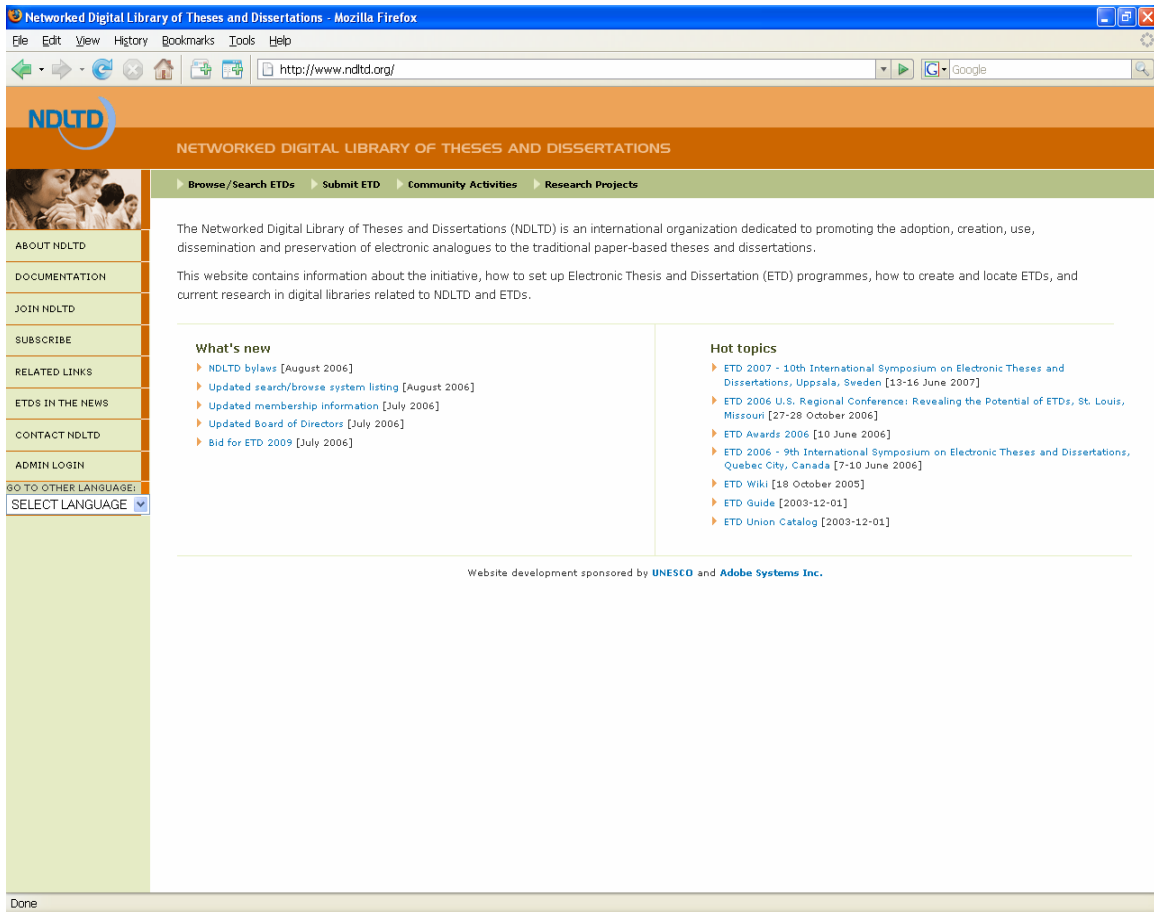 Networked Digital Library of Theses and Dissertations - Mozilla Firefox
File Edit View History Bookmarks Tools Help
http://www.ndltd.org/
G Google
NDLTD
NETWORKED DIGITAL LIBRARY OF THESES AND DISSERTATIONS
Browse/Search ETDs Submit ETD Community Activities Research Projects
ABOUT NDLTD
DOCUMENTATION
JOIN NDLTD
SUBSCRIBE
RELATED LINKS
ETDS IN THE NEWS
CONTACT NDLTD
ADMIN LOGIN
GO TO OTHER LANGUAGE:
SELECT LANGUAGE
The Networked Digital Library of Theses and Dissertations (NDLTD) is an international organization dedicated to promoting the adoption, creation, use,
dissemination and preservation of electronic analogues to the traditional paper-based theses and dissertations.
This website contains information about the initiative, how to set up Electronic Thesis and Dissertation (ETD) programmes, how to create and locate ETDs, and
current research in digital libraries related to NDLTD and ETDs.
What's new
NDLTD bylaws [August 2006]
Updated search/browse system listing [August 2006]
Updated membership information [July 2006]
Updated Board of Directors [July 2006]
Bid for ETD 2009 [July 2006]
Hot topics
ETD 2007 - 10th International Symposium on Electronic Theses and
Dissertations, Uppsala, Sweden [13-16 June 2007]
ETD 2006 U.S. Regional Conference: Revealing the Potential of ETDs, St. Louis,
Missouri [27-28 October 2006]
ETD Awards 2006 [10 June 2006]
ETD 2006 - 9th International Symposium on Electronic Theses and Dissertations,
Quebec City, Canada [7-10 June 2006]
ETD Wiki [18 October 2005]
ETD Guide [2003-12-01]
ETD Union Catalog [2003-12-01]
Website development sponsored by UNESCO and Adobe Systems Inc.
Done